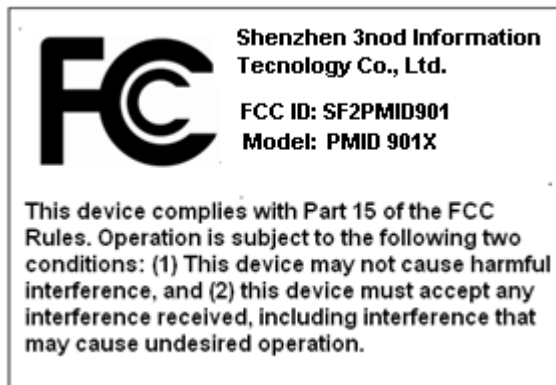 FC
Shenzhen 3nod Information
Tecnology Co., Ltd.
FCC ID: SF2PMID901
Model: PMID 901X
This device complies with Part 15 of the FCC
Rules. Operation is subject to the following two
conditions: (1) This device may not cause harmful
interference, and (2) this device must accept any
interference received, including interference that
may cause undesired operation.